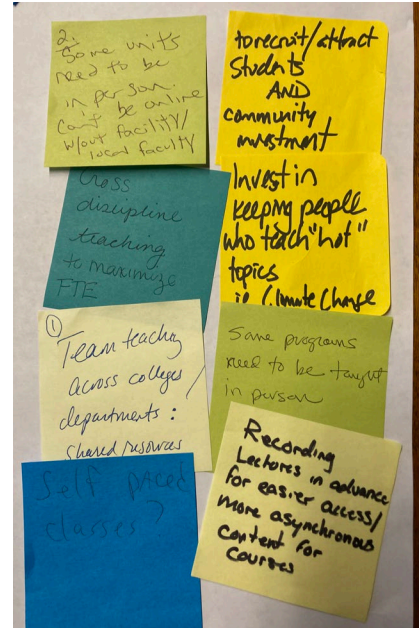 2.
Some units
need to be
in person.
Can't be online
w/out facility/
local faculty
Cross
discipline
teaching
to maximize
FTE
①
Team teaching
across colleges/
departments:
shared resources
Self paced
classes?
to recruit/attract
Students
AND
community
investment
Invest in
keeping people
who teach "hot"
topics
ie Climate Change
Some programs
need to be taught
in person
Recording
Lectures in advance
for easier access/
more asynchronous
content for
courses